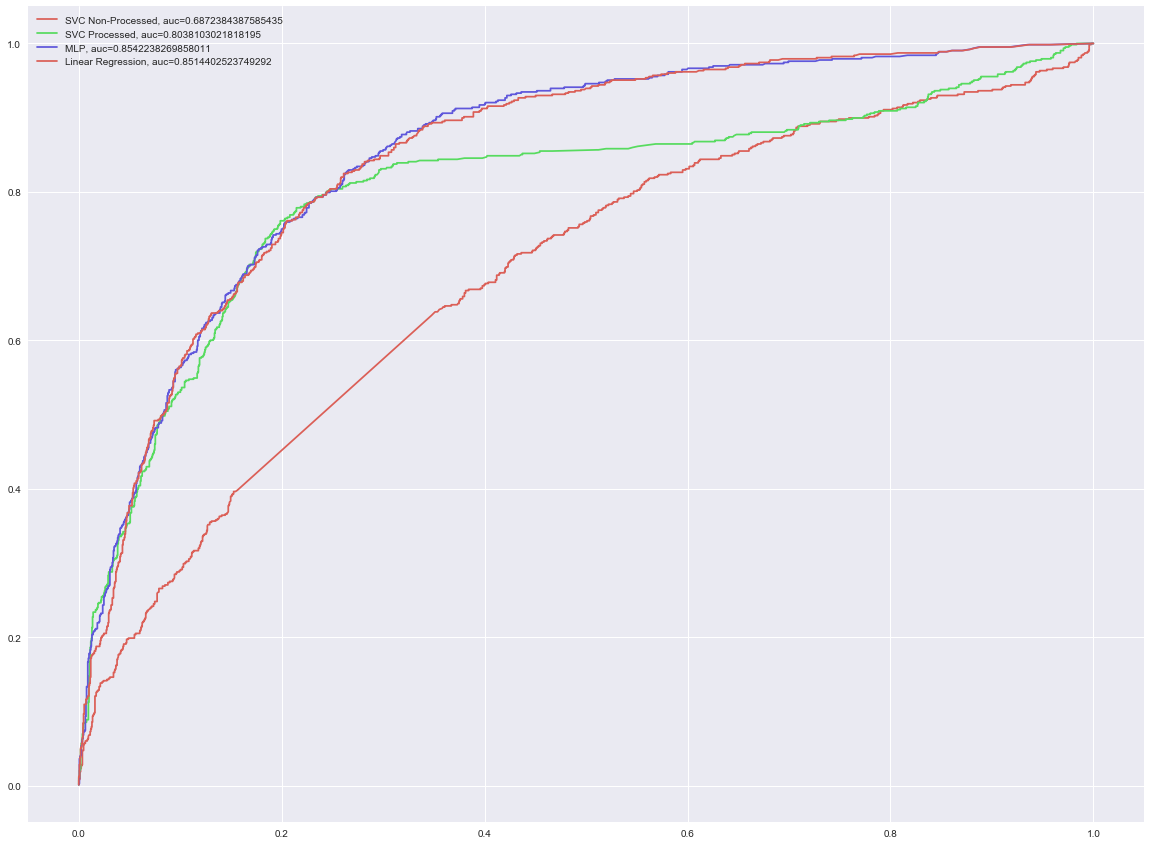 SVC Non-Processed, auc=0.6872384387585435
SVC Processed, auc=0.8038103021818195
MLP, auc=0.8542238269858011
Linear Regression, auc=0.8514402523749292
1.0
0.8
0.6
0.4
0.2
0.0
0.0 0.2 0.4 0.6 0.8 1.0